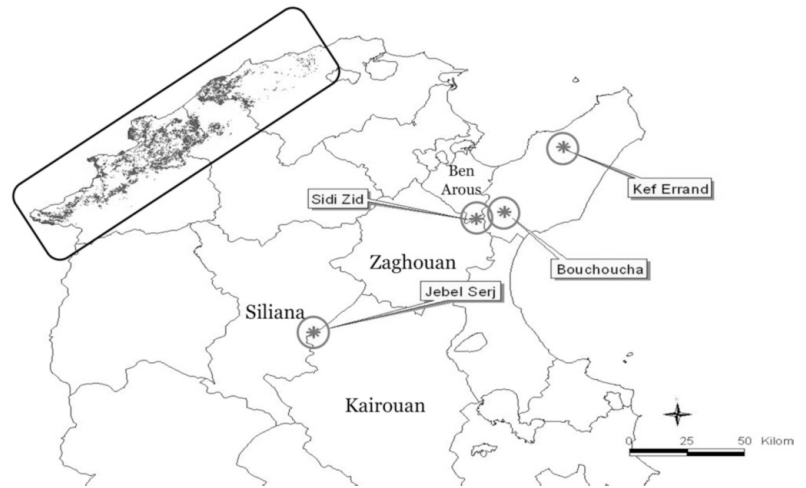 Ben
Arous
Sidi Zid
Kef Errand
Bouchoucha
Zaghouan
Jebel Serj
Siliana
Kairouan
0 25 50 Kilom